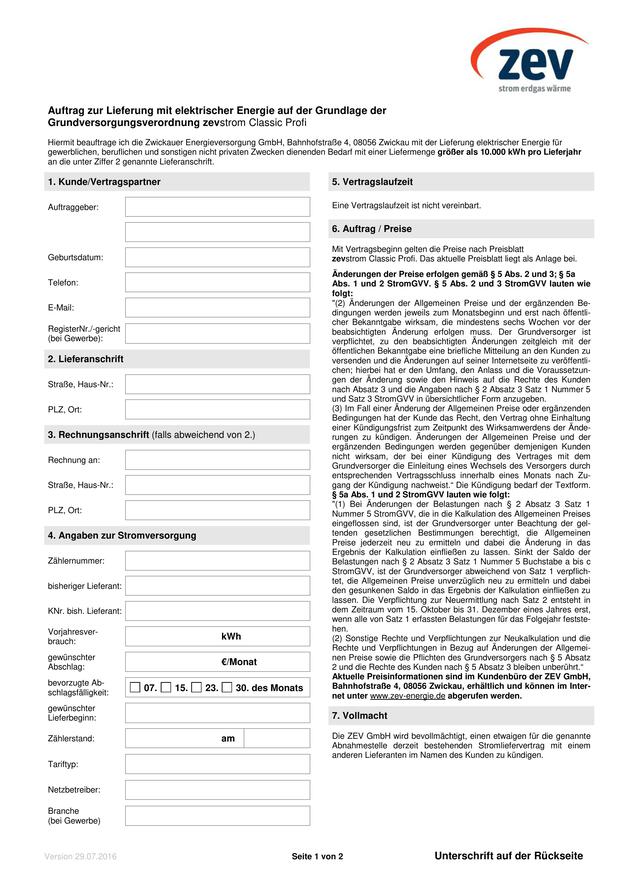 zev
strom erdgas wärme
Auftrag zur Lieferung mit elektrischer Energie auf der Grundlage der
Grundversorgungsverordnung zevstrom Classic Profi
Hiermit beauftrage ich die Zwickauer Energieversorgung GmbH, Bahnhofstraße 4, 08056 Zwickau mit der Lieferung elektrischer Energie für
gewerblichen, beruflichen und sonstigen nicht privaten Zwecken dienenden Bedarf mit einer Liefermenge größer als 10.000 kWh pro Lieferjahr
an die unter Ziffer 2 genannte Lieferanschrift.
1. Kunde/Vertragspartner
Auftraggeber:
Geburtsdatum:
Telefon:
E-Mail:
RegisterNr./-gericht
(bei Gewerbe):
2. Lieferanschrift
Straße, Haus-Nr.:
PLZ, Ort:
3. Rechnungsanschrift (falls abweichend von 2.)
Rechnung an:
Straße, Haus-Nr.:
PLZ, Ort:
4. Angaben zur Stromversorgung
Zählernummer:
bisheriger Lieferant:
KNr. bish. Lieferant:
Vorjahresver-
brauch:
kWh
gewünschter
Abschlag:
€/Monat
bevorzugte Ab-
schlagsfälligkeit:
07. 15. 23. 30. des Monats
gewünschter
Lieferbeginn:
Zählerstand:
am
Tariftyp:
Netzbetreiber:
Branche
(bei Gewerbe)
5. Vertragslaufzeit
Eine Vertragslaufzeit ist nicht vereinbart.
6. Auftrag / Preise
Mit Vertragsbeginn gelten die Preise nach Preisblatt
zevstrom Classic Profi. Das aktuelle Preisblatt liegt als Anlage bei.
Änderungen der Preise erfolgen gemäß § 5 Abs. 2 und 3; § 5a
Abs. 1 und 2 StromGVV. § 5 Abs. 2 und 3 StromGVV lauten wie
folgt:
"(2) Änderungen der Allgemeinen Preise und der ergänzenden Be-
dingungen werden jeweils zum Monatsbeginn und erst nach öffentli-
cher Bekanntgabe wirksam, die mindestens sechs Wochen vor der
beabsichtigten Änderung erfolgen muss. Der Grundversorger ist
verpflichtet, zu den beabsichtigten Änderungen zeitgleich mit der
öffentlichen Bekanntgabe eine briefliche Mitteilung an den Kunden zu
versenden und die Änderungen auf seiner Internetseite zu veröffentli-
chen; hierbei hat er den Umfang, den Anlass und die Voraussetzun-
gen der Änderung sowie den Hinweis auf die Rechte des Kunden
nach Absatz 3 und die Angaben nach § 2 Absatz 3 Satz 1 Nummer 5
und Satz 3 StromGVV in übersichtlicher Form anzugeben.
(3) Im Fall einer Änderung der Allgemeinen Preise oder ergänzenden
Bedingungen hat der Kunde das Recht, den Vertrag ohne Einhaltung
einer Kündigungsfrist zum Zeitpunkt des Wirksamwerdens der Ände-
rungen zu kündigen. Änderungen der Allgemeinen Preise und der
ergänzenden Bedingungen werden gegenüber demjenigen Kunden
nicht wirksam, der bei einer Kündigung des Vertrages mit dem
Grundversorger die Einleitung eines Wechsels des Versorgers durch
entsprechenden Vertragsschluss innerhalb eines Monats nach Zu-
gang der Kündigung nachweist." Die Kündigung bedarf der Textform.
§ 5a Abs. 1 und 2 StromGVV lauten wie folgt:
"(1) Bei Änderungen der Belastungen nach § 2 Absatz 3 Satz 1
Nummer 5 StromGVV, die in die Kalkulation des Allgemeinen Preises
eingeflossen sind, ist der Grundversorger unter Beachtung der gel-
tenden gesetzlichen Bestimmungen berechtigt, die Allgemeinen
Preise jederzeit neu zu ermitteln und dabei die Änderung in das
Ergebnis der Kalkulation einfließen zu lassen. Sinkt der Saldo der
Belastungen nach § 2 Absatz 3 Satz 1 Nummer 5 Buchstabe a bis c
StromGVV, ist der Grundversorger abweichend von Satz 1 verpflich-
tet, die Allgemeinen Preise unverzüglich neu zu ermitteln und dabei
den gesunkenen Saldo in das Ergebnis der Kalkulation einfließen zu
lassen. Die Verpflichtung zur Neuermittlung nach Satz 2 entsteht in
dem Zeitraum vom 15. Oktober bis 31. Dezember eines Jahres erst,
wenn alle von Satz 1 erfassten Belastungen für das Folgejahr festste-
hen.
(2) Sonstige Rechte und Verpflichtungen zur Neukalkulation und die
Rechte und Verpflichtungen in Bezug auf Änderungen der Allgemei-
nen Preise sowie die Pflichten des Grundversorgers nach § 5 Absatz
2 und die Rechte des Kunden nach § 5 Absatz 3 bleiben unberührt."
Aktuelle Preisinformationen sind im Kundenbüro der ZEV GmbH,
Bahnhofstraße 4, 08056 Zwickau, erhältlich und können im Inter-
net unter www.zev-energie.de abgerufen werden.
7. Vollmacht
Die ZEV GmbH wird bevollmächtigt, einen etwaigen für die genannte
Abnahmestelle derzeit bestehenden Stromliefervertrag mit einem
anderen Lieferanten im Namen des Kunden zu kündigen.
Version 29.07.2016
Seite 1 von 2
Unterschrift auf der Rückseite